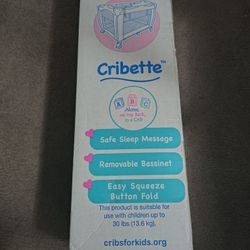 Cribette™
A B C
Alone,
on my Back,
in a Crib
Safe Sleep Message
Removable Bassinet
Easy Squeeze
Button Fold
This product is suitable for
use with children up to
30 lbs (13.6 kg).
cribsforkids.org